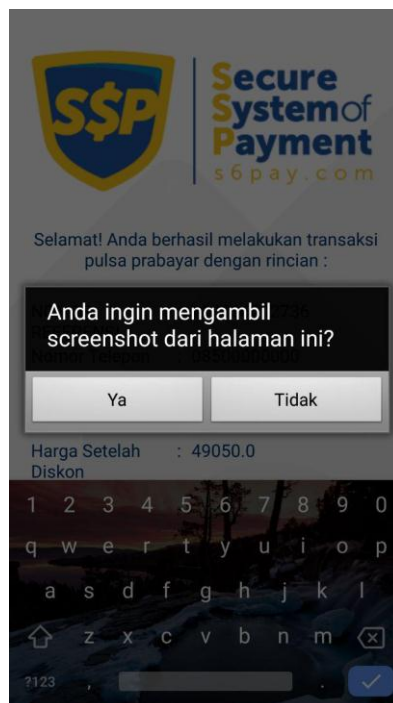 S$P
Secure
System of
Payment
s6pay.com
Selamat! Anda berhasil melakukan transaksi
pulsa prabayar dengan rincian :
Anda ingin mengambil
screenshot dari halaman ini?
Ya Tidak
Harga Setelah : 49050.0
Diskon
1 2 3 4 5 6 7 8 9 0
q w e r t y u i o p
a s d f g h j k l
z x c v b n m
?123 , .